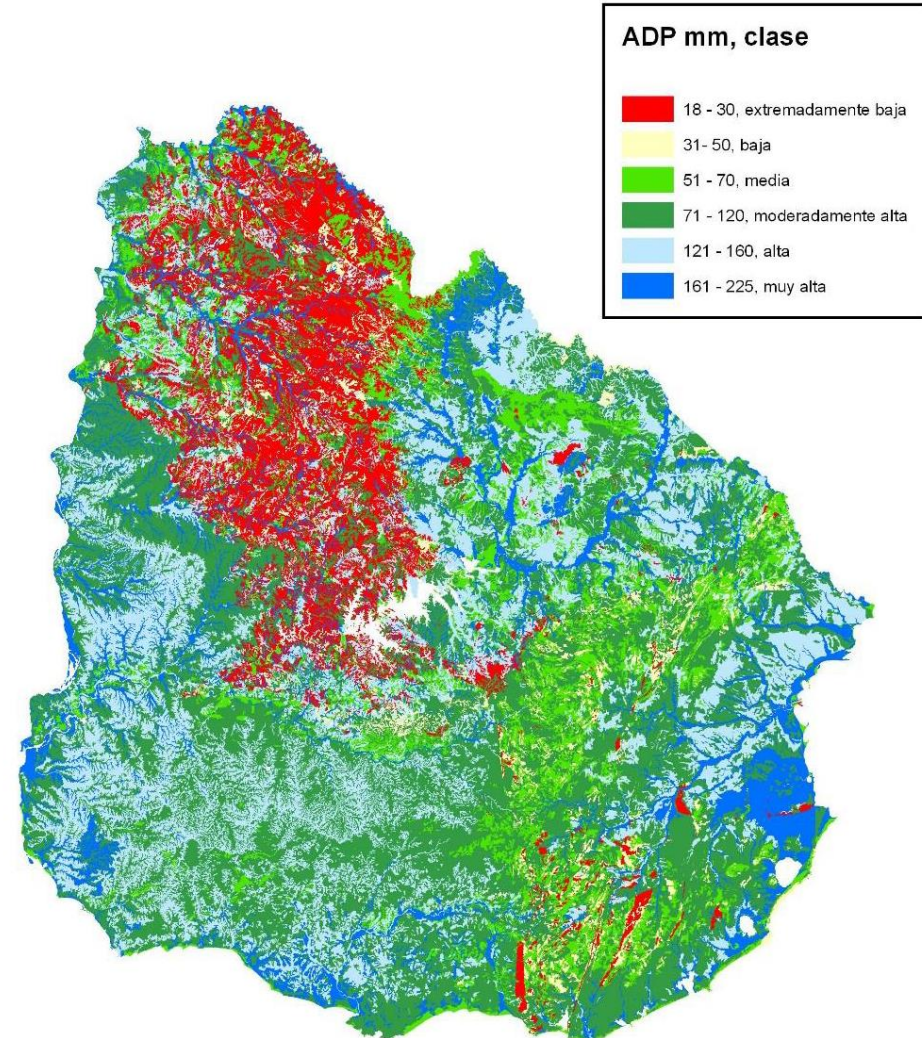 ADP mm, clase
18 - 30, extremadamente baja
31- 50, baja
51 - 70, media
71 - 120, moderadamente alta
121 - 160, alta
161 - 225, muy alta